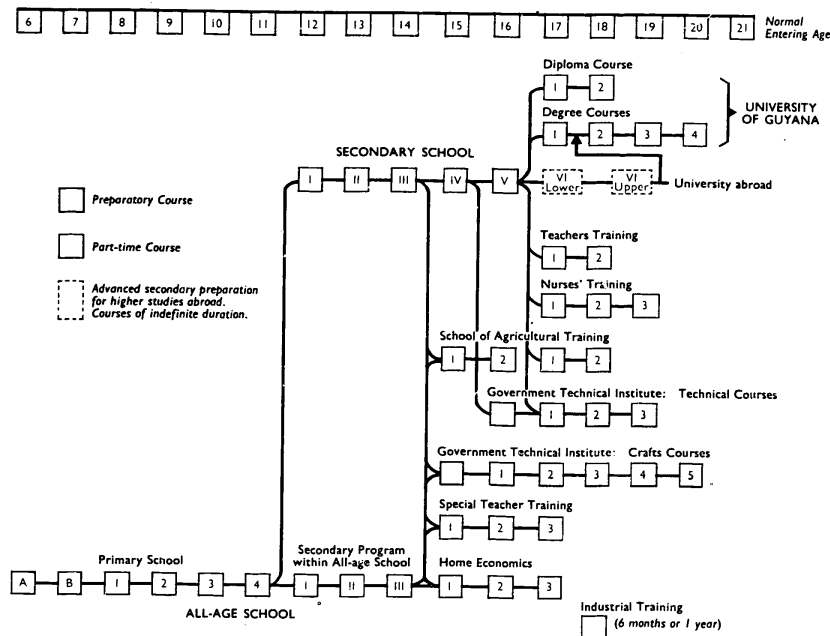 6 7 8 9 10 11 12 13 14 15 16 17 18 19 20 21
Normal
Entering Age
Diploma Course
1 2
Degree Courses
1 2 3 4
UNIVERSITY
OF GUYANA
SECONDARY SCHOOL
I II III IV V
VI
Lower
VI
Upper
University abroad
Preparatory Course
Part-time Course
Advanced secondary preparation
for higher studies abroad.
Courses of indefinite duration.
Teachers Training
1 2
Nurses' Training
1 2 3
School of Agricultural Training
1 2 1 2
Government Technical Institute: Technical Courses
1 2 3
Government Technical Institute: Crafts Courses
1 2 3 4 5
Special Teacher Training
1 2 3
Primary School
A B 1 2 3 4
Secondary Program
within All-age School
I II III
Home Economics
1 2 3
ALL-AGE SCHOOL
Industrial Training
(6 months or 1 year)